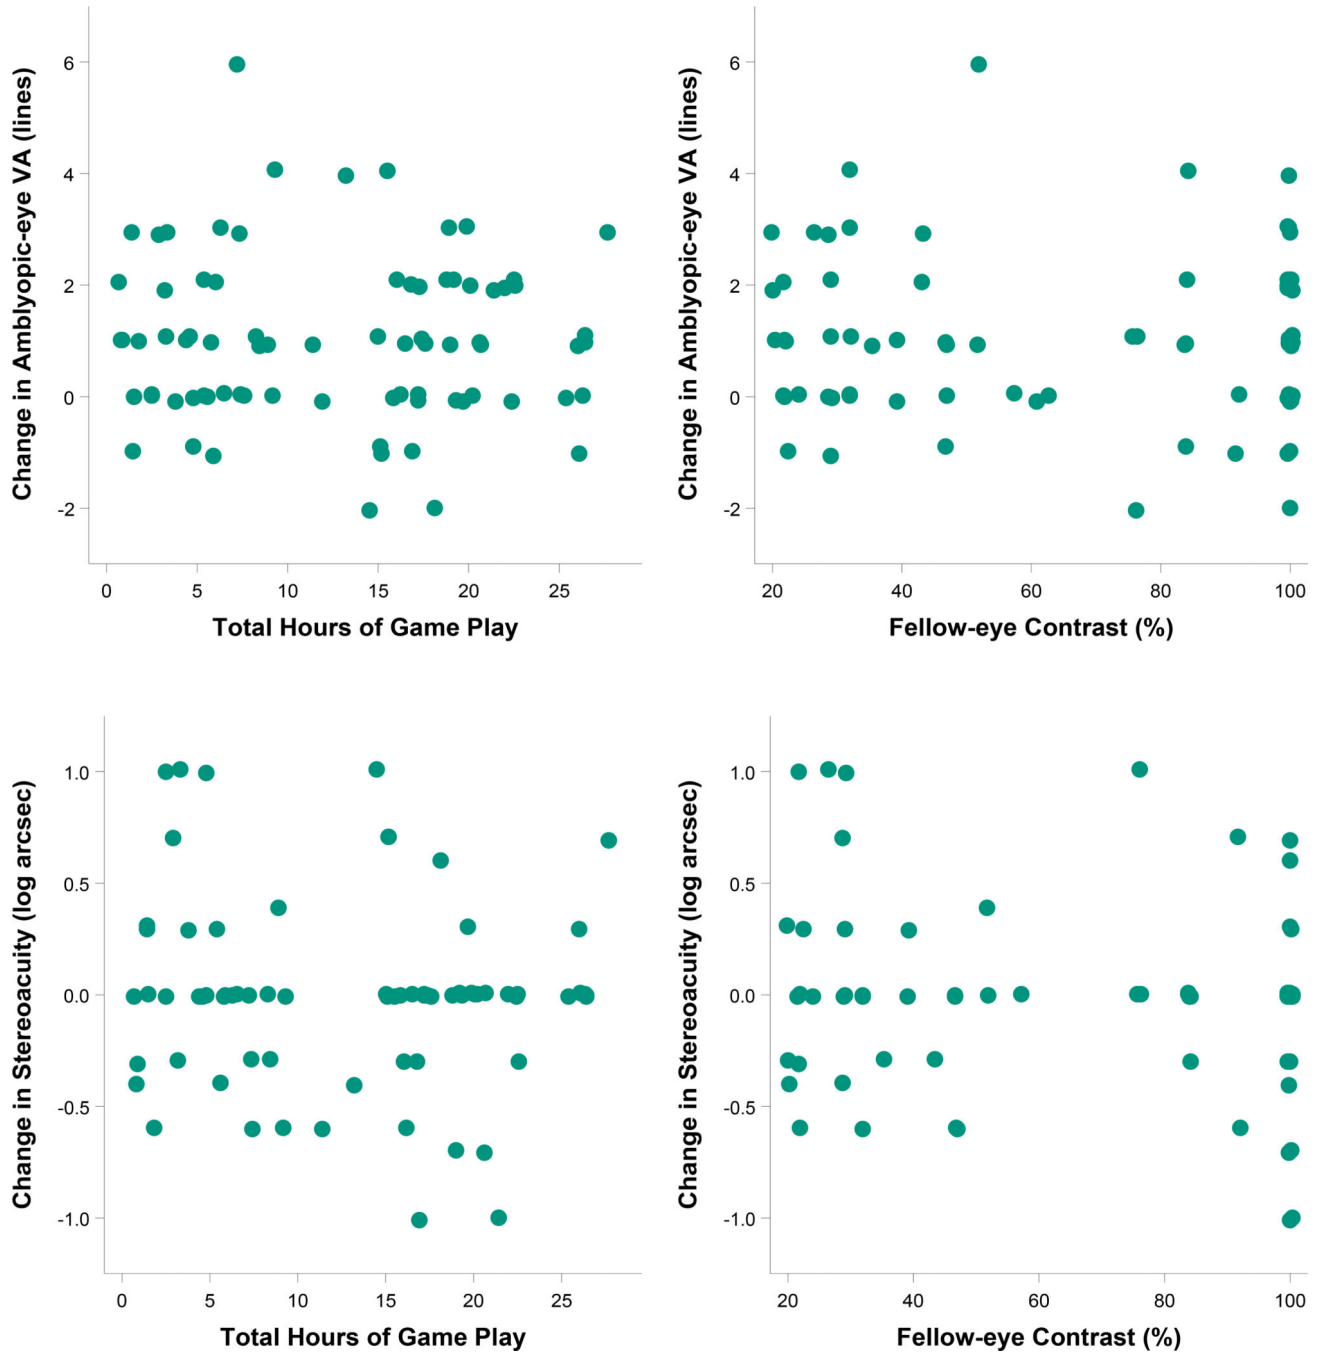 Change in Amblyopic-eye VA (lines)
6
4
2
0
-2
0 5 10 15 20 25
Total Hours of Game Play
Change in Amblyopic-eye VA (lines)
6
4
2
0
-2
20 40 60 80 100
Fellow-eye Contrast (%)
Change in Stereoacuity (log arcsec)
1.0
0.5
0.0
-0.5
-1.0
0 5 10 15 20 25
Total Hours of Game Play
Change in Stereoacuity (log arcsec)
1.0
0.5
0.0
-0.5
-1.0
20 40 60 80 100
Fellow-eye Contrast (%)